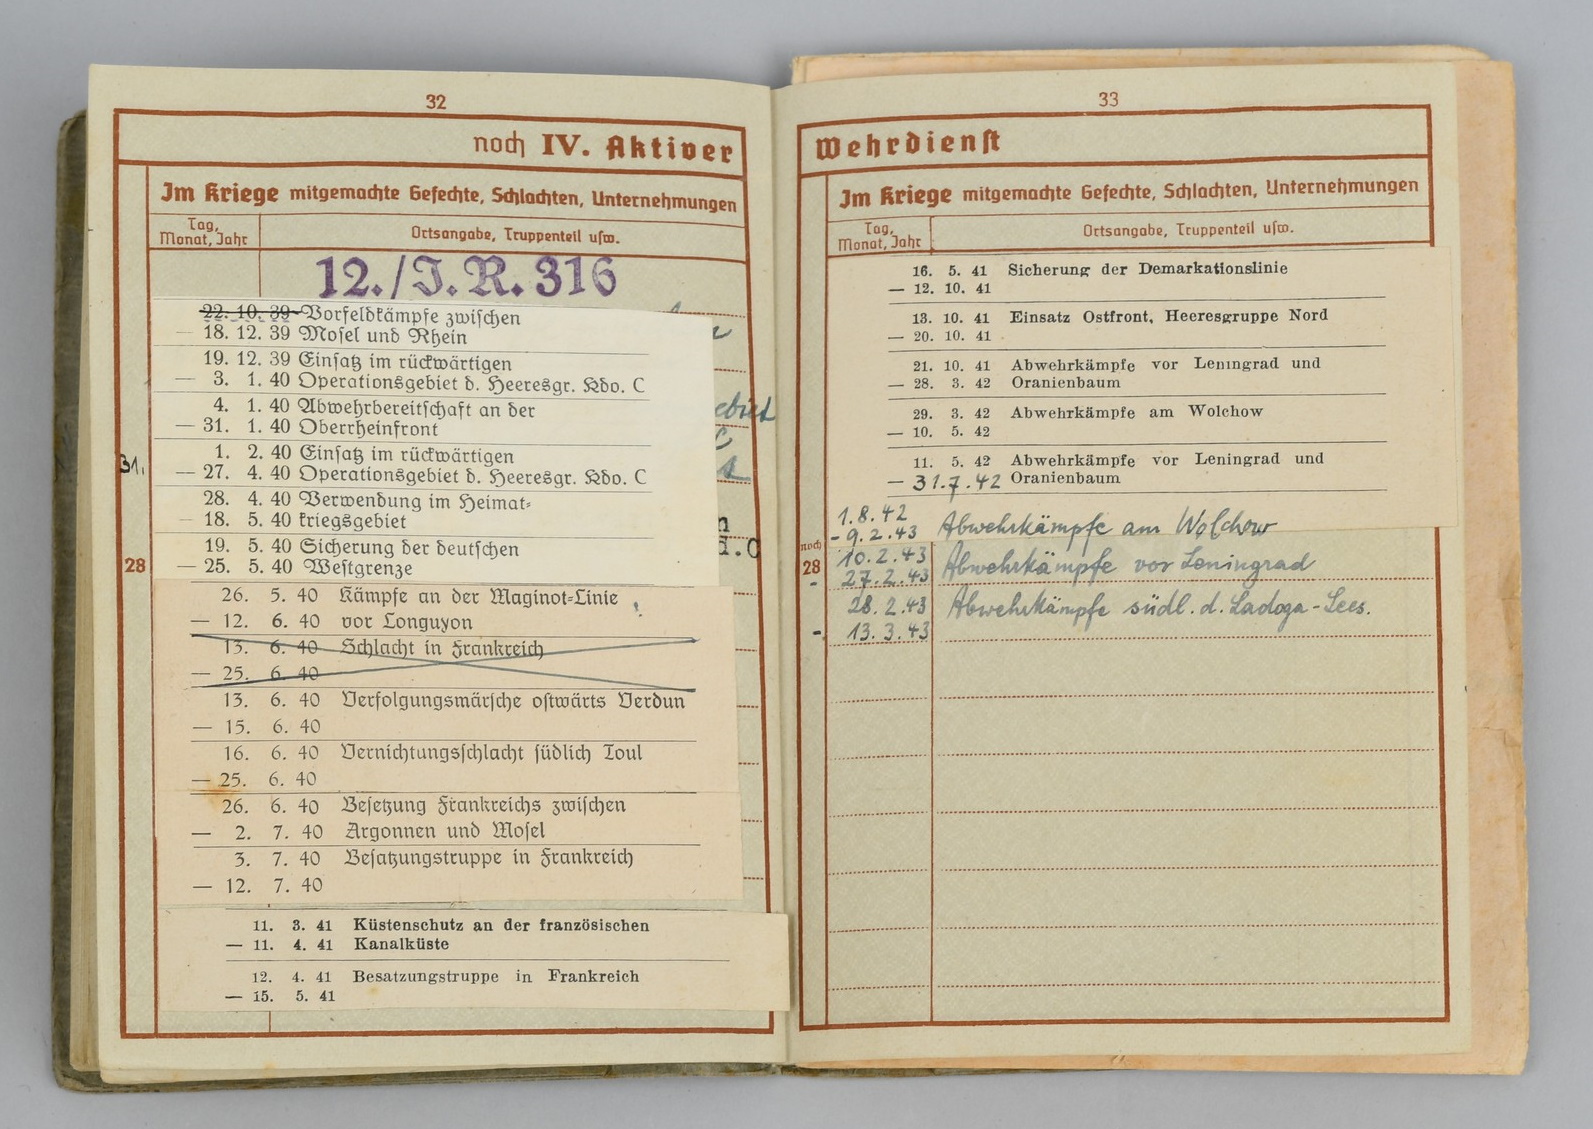 32
noch IV. Aktiver
Im Kriege mitgemachte Gefechte, Schlachten, Unternehmungen
Tag,
Monat, Jahr
Ortsangabe, Truppenteil usw.
12./J.R. 316
22. 10. 39 Vorfeldkämpfe zwischen
— 18. 12. 39 Mosel und Rhein
19. 12. 39 Einsatz im rückwärtigen
— 3. 1. 40 Operationsgebiet d. Heeresgr. Kdo. C
4. 1. 40 Abwehrbereitschaft an der
— 31. 1. 40 Oberrheinfront
31.
1. 2. 40 Einsatz im rückwärtigen
— 27. 4. 40 Operationsgebiet d. Heeresgr. Kdo. C
28. 4. 40 Verwendung im Heimat-
— 18. 5. 40 kriegsgebiet
19. 5. 40 Sicherung der deutschen
28
— 25. 5. 40 Westgrenze
26. 5. 40 Kämpfe an der Maginot-Linie
— 12. 6. 40 vor Longuyon
13. 6. 40 Schlacht in Frankreich
— 25. 6. 40
13. 6. 40 Verfolgungsmärsche ostwärts Verdun
— 15. 6. 40
16. 6. 40 Vernichtungsschlacht südlich Toul
— 25. 6. 40
26. 6. 40 Besetzung Frankreichs zwischen
— 2. 7. 40 Argonnen und Mosel
3. 7. 40 Besatzungstruppe in Frankreich
— 12. 7. 40
11. 3. 41 Küstenschutz an der französischen
— 11. 4. 41 Kanalküste
12. 4. 41 Besatzungstruppe in Frankreich
— 15. 5. 41
33
Wehrdienst
Im Kriege mitgemachte Gefechte, Schlachten, Unternehmungen
Tag,
Monat, Jahr
Ortsangabe, Truppenteil usw.
16. 5. 41 Sicherung der Demarkationslinie
— 12. 10. 41
13. 10. 41 Einsatz Ostfront, Heeresgruppe Nord
— 20. 10. 41
21. 10. 41 Abwehrkämpfe vor Leningrad und
— 28. 3. 42 Oranienbaum
29. 3. 42 Abwehrkämpfe am Wolchow
— 10. 5. 42
11. 5. 42 Abwehrkämpfe vor Leningrad und
— 31.7.42 Oranienbaum
1.8.42
- 9.2.43 Abwehrkämpfe am Wolchow
noch
28
10.2.43 Abwehrkämpfe vor Leningrad
- 27.2.43
28.2.43 Abwehrkämpfe südl. d. Ladoga-Sees.
- 13.3.43